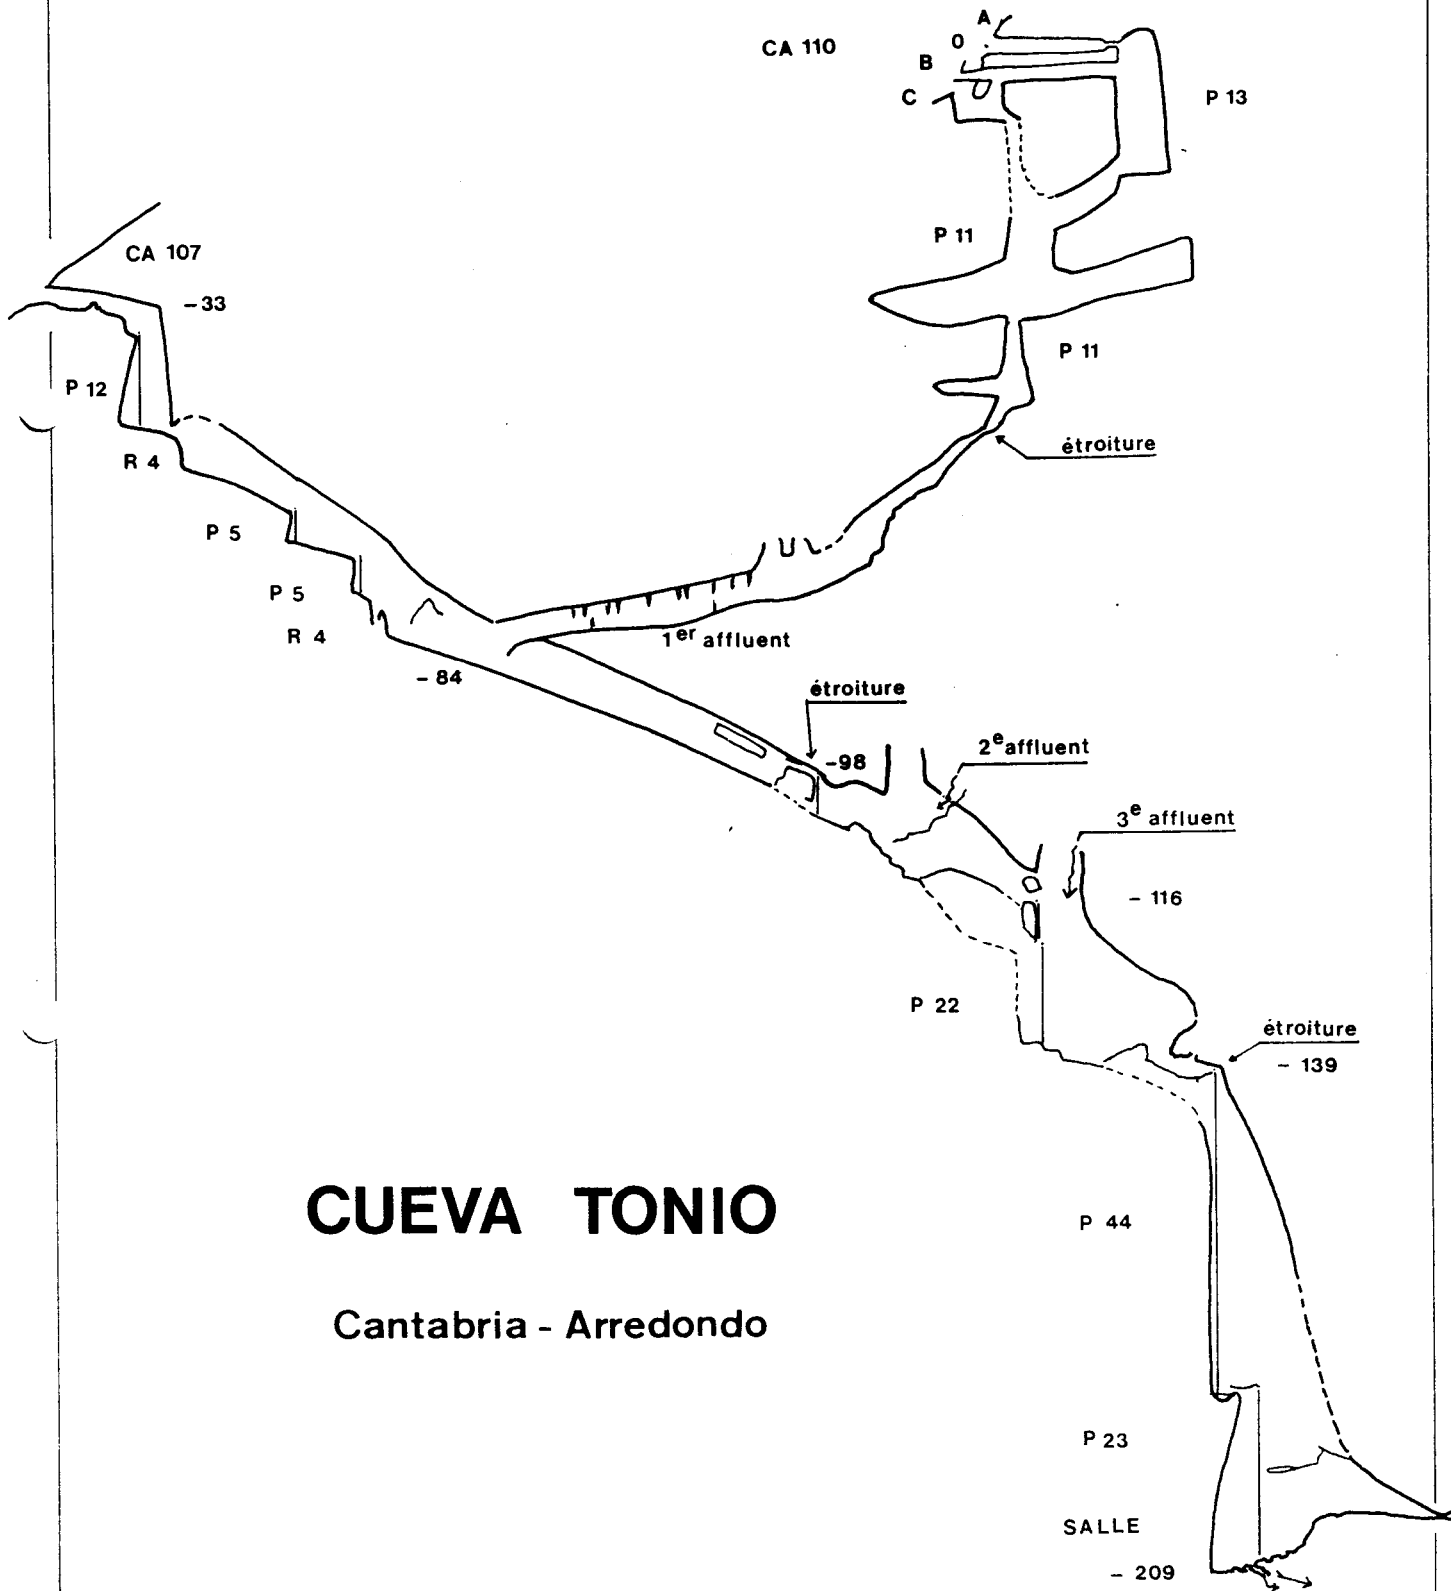 A
0
CA 110
B
C
P 13
P 11
CA 107
- 33
P 11
P 12
étroiture
R 4
P 5
P 5
R 4
1er affluent
- 84
étroiture
2e affluent
-98
3e affluent
- 116
P 22
étroiture
- 139
CUEVA TONIO
P 44
Cantabria - Arredondo
P 23
SALLE
- 209